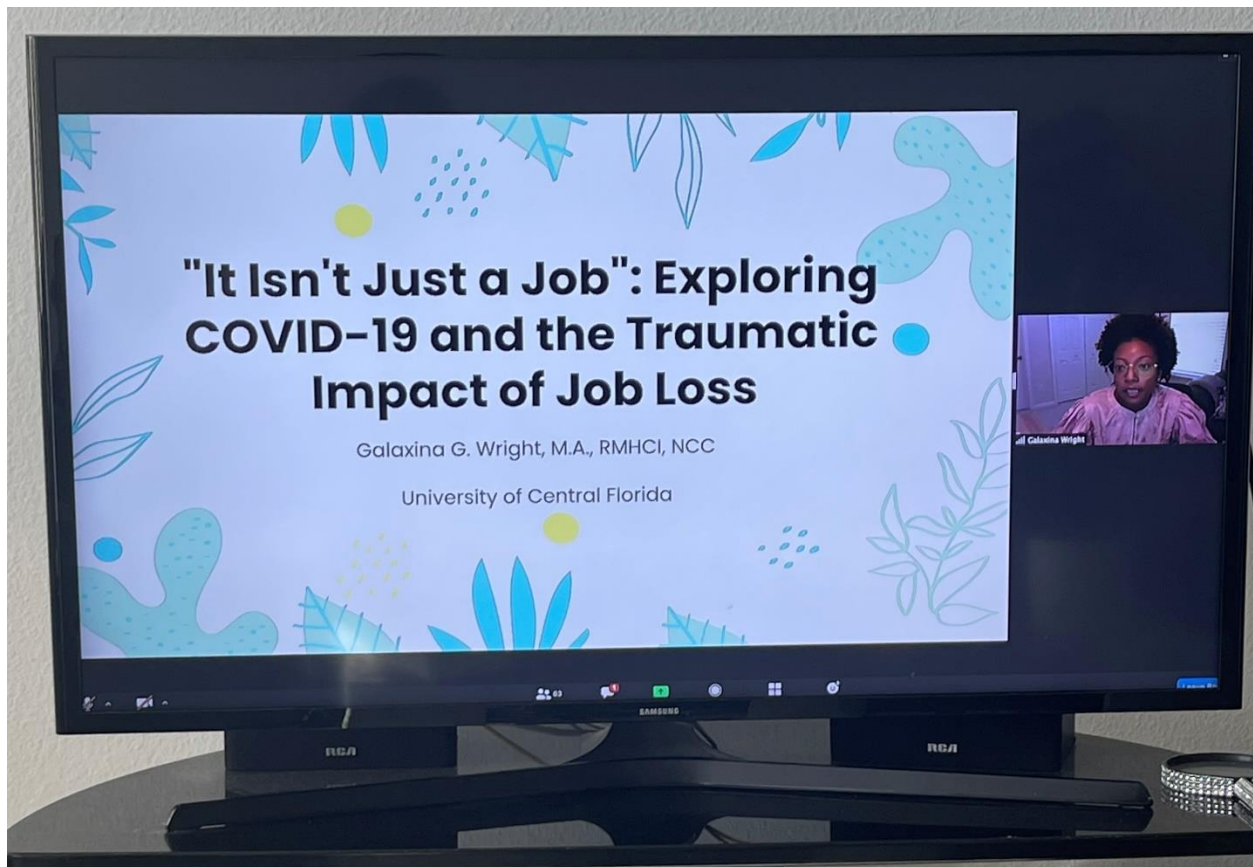 "It Isn't Just a Job": Exploring
COVID-19 and the Traumatic
Impact of Job Loss
Galaxina G. Wright, M.A., RMHCI, NCC
University of Central Florida
Galaxina Wright
63
SAMSUNG
RCA
RCA